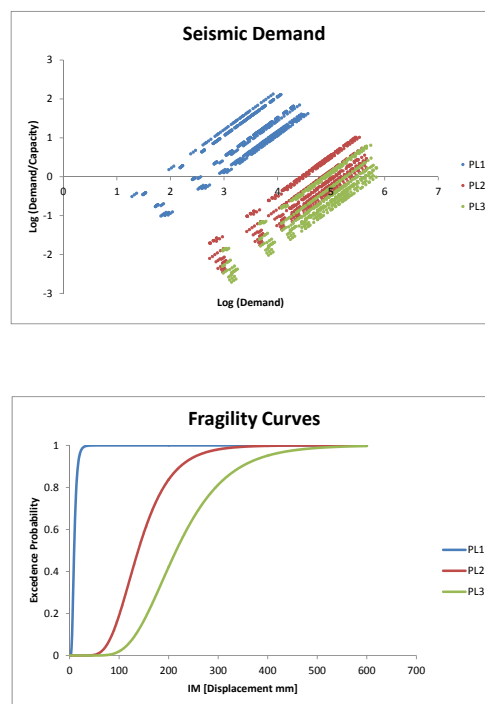 Seismic Demand
3
2
1
0
-1
-2
-3
0 1 2 3 4 5 6 7
Log (Demand/Capacity)
Log (Demand)
PL1
PL2
PL3
Fragility Curves
1
0.8
0.6
0.4
0.2
0
0 100 200 300 400 500 600 700
Excedence Probability
IM [Displacement mm]
PL1
PL2
PL3